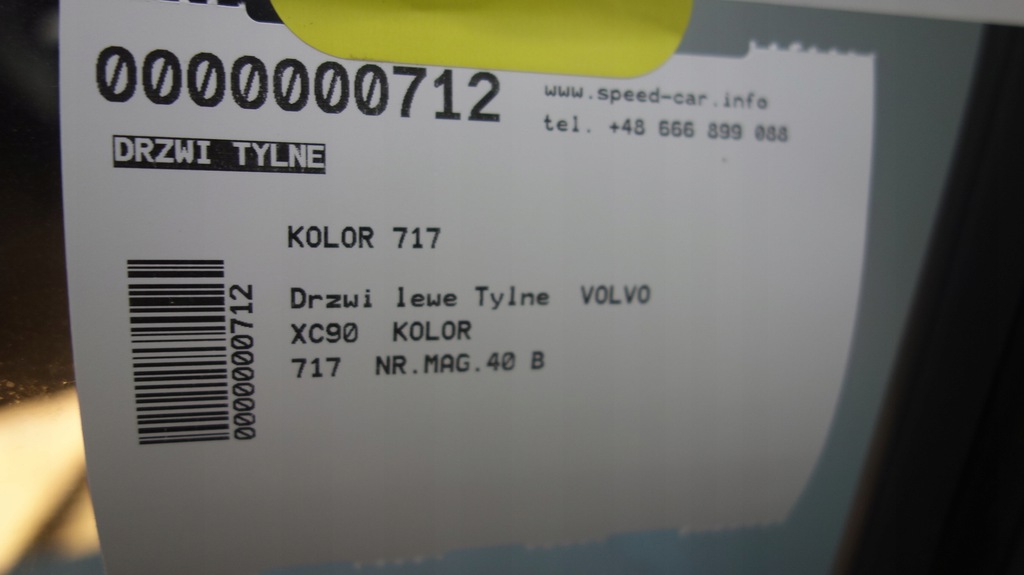 0000000712
www.speed-car.info
tel. +48 666 899 088
DRZWI TYLNE
KOLOR 717
Drzwi lewe Tylne VOLVO
XC90 KOLOR
717 NR.MAG.40 B
0000000712